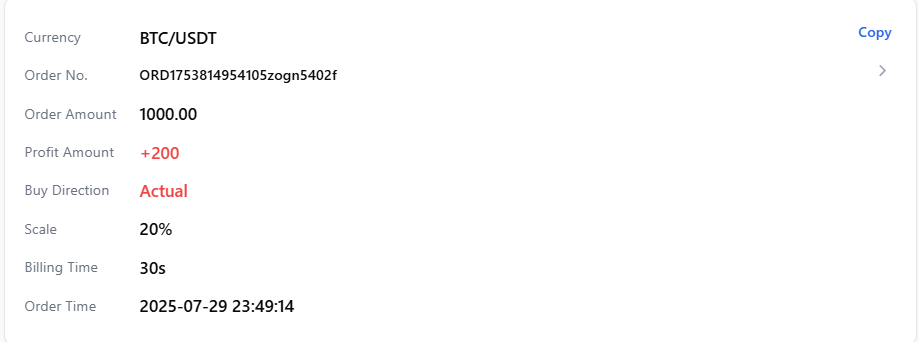 Currency BTC/USDT Copy
Order No. ORD1753814954105zogn5402f
Order Amount 1000.00
Profit Amount +200
Buy Direction Actual
Scale 20%
Billing Time 30s
Order Time 2025-07-29 23:49:14